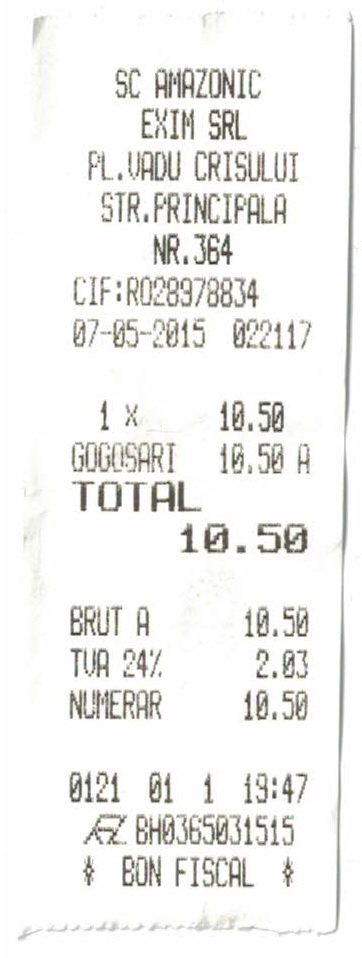 SC AMAZONIC
EXIM SRL
PL.VADU CRISULUI
STR.PRINCIPALA
NR.364
CIF:RO28978834
07-05-2015 022117
1 X 10.50
GOGOSARI 10.50 A
TOTAL
10.50
BRUT A 10.50
TVA 24% 2.03
NUMERAR 10.50
0121 01 1 19:47
BH0365031515
* BON FISCAL *